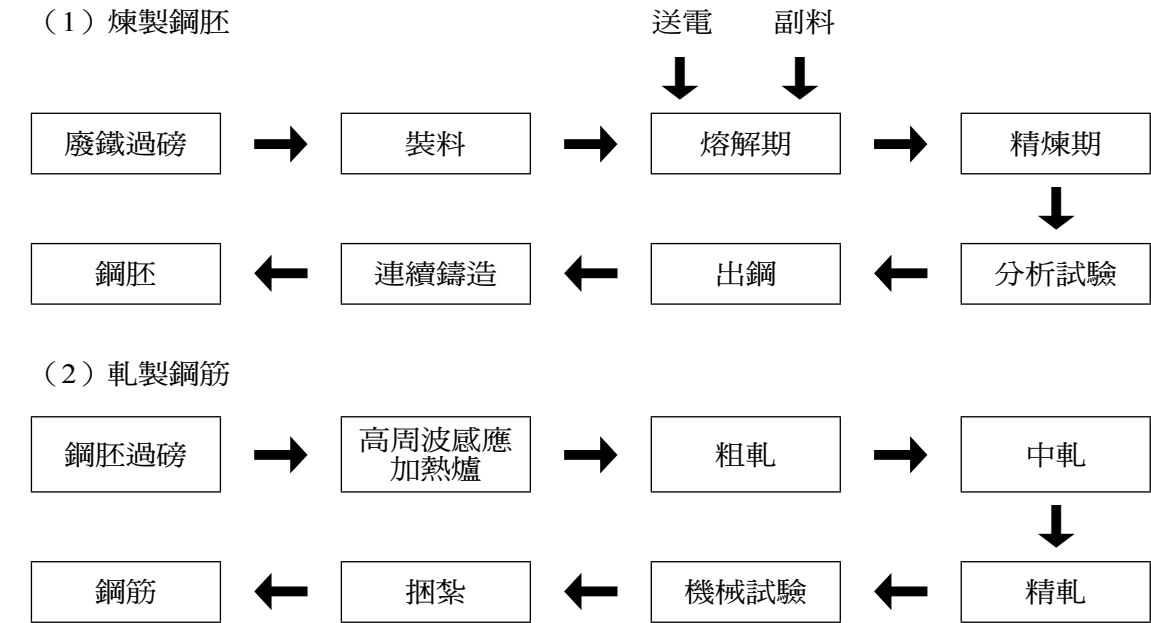 （1）煉製鋼胚
送電
副料
廢鐵過磅
裝料
熔解期
精煉期
鋼胚
連續鑄造
出鋼
分析試驗
（2）軋製鋼筋
鋼胚過磅
高周波感應
加熱爐
粗軋
中軋
鋼筋
捆紮
機械試驗
精軋